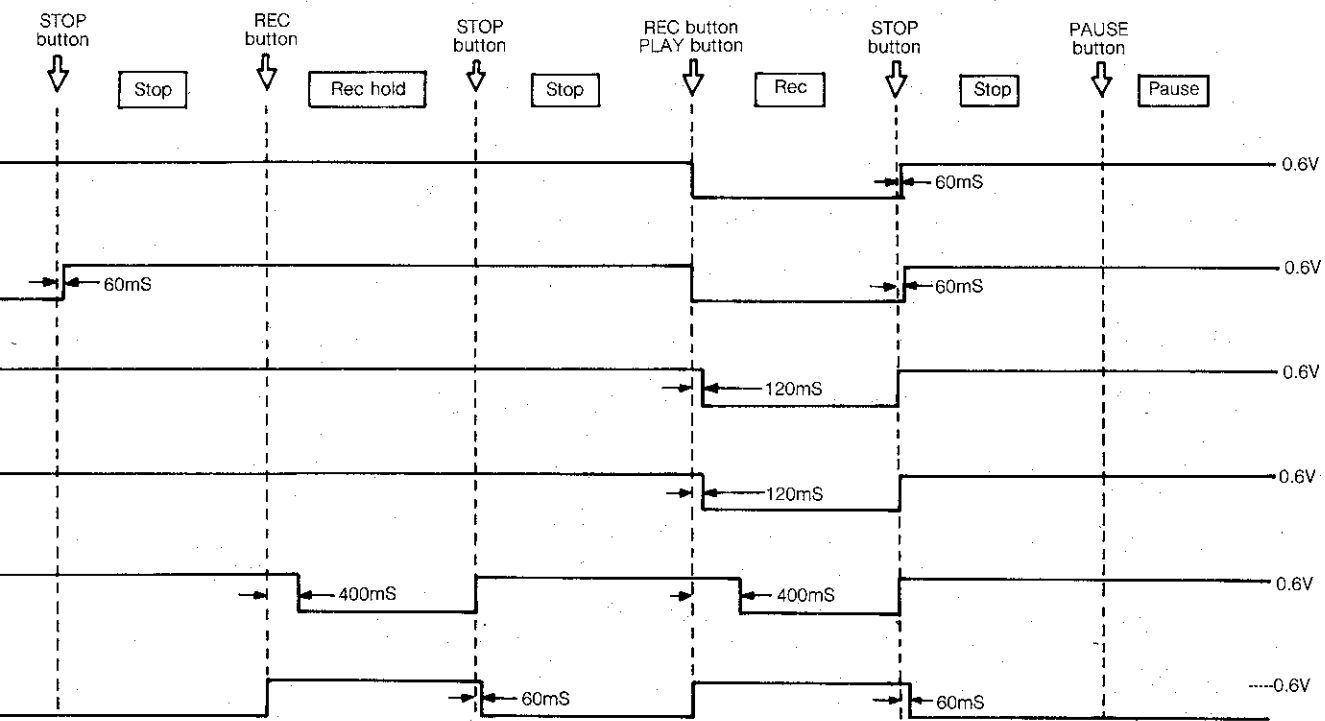 STOP
button
REC
button
STOP
button
REC button
PLAY button
STOP
button
PAUSE
button
Stop
Rec hold
Stop
Rec
Stop
Pause
0.6V
60mS
60mS
0.6V
60mS
0.6V
120mS
0.6V
120mS
400mS
400mS
0.6V
60mS
60mS
0.6V